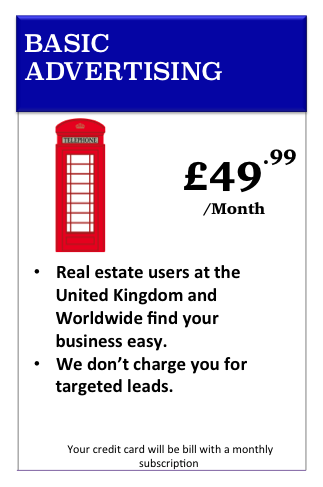 BASIC
ADVERTISING
TELEPHONE
£49.99
/Month
• Real estate users at the
United Kingdom and
Worldwide find your
business easy.
• We don’t charge you for
targeted leads.
Your credit card will be bill with a monthly
subscription